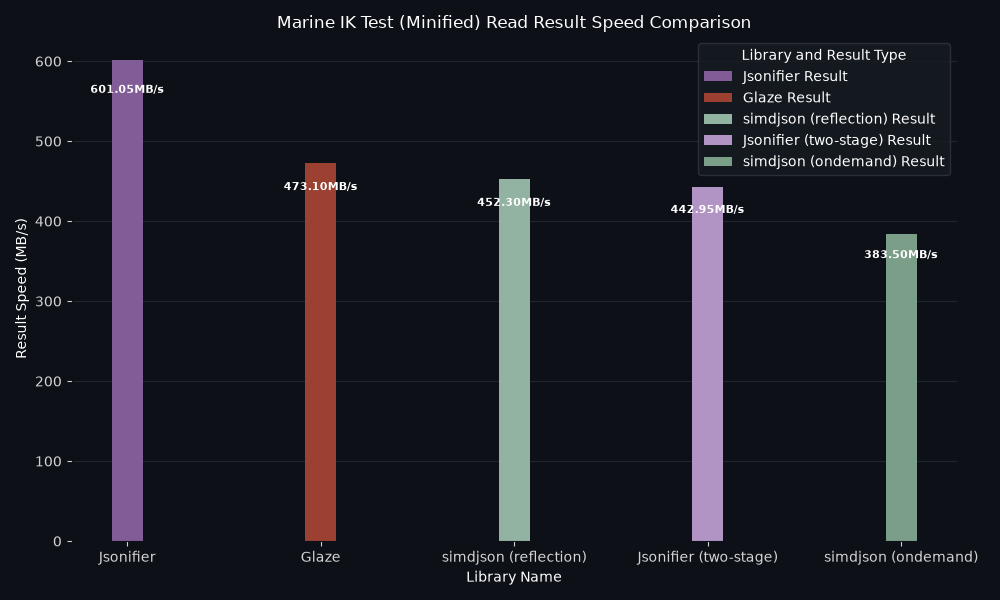 Marine IK Test (Minified) Read Result Speed Comparison
Library and Result Type
Jsonifier Result
Glaze Result
simdjson (reflection) Result
Jsonifier (two-stage) Result
simdjson (ondemand) Result
601.05MB/s
473.10MB/s
452.30MB/s
442.95MB/s
383.50MB/s
Result Speed (MB/s)
600
500
400
300
200
100
0
Jsonifier
Glaze
simdjson (reflection)
Jsonifier (two-stage)
simdjson (ondemand)
Library Name